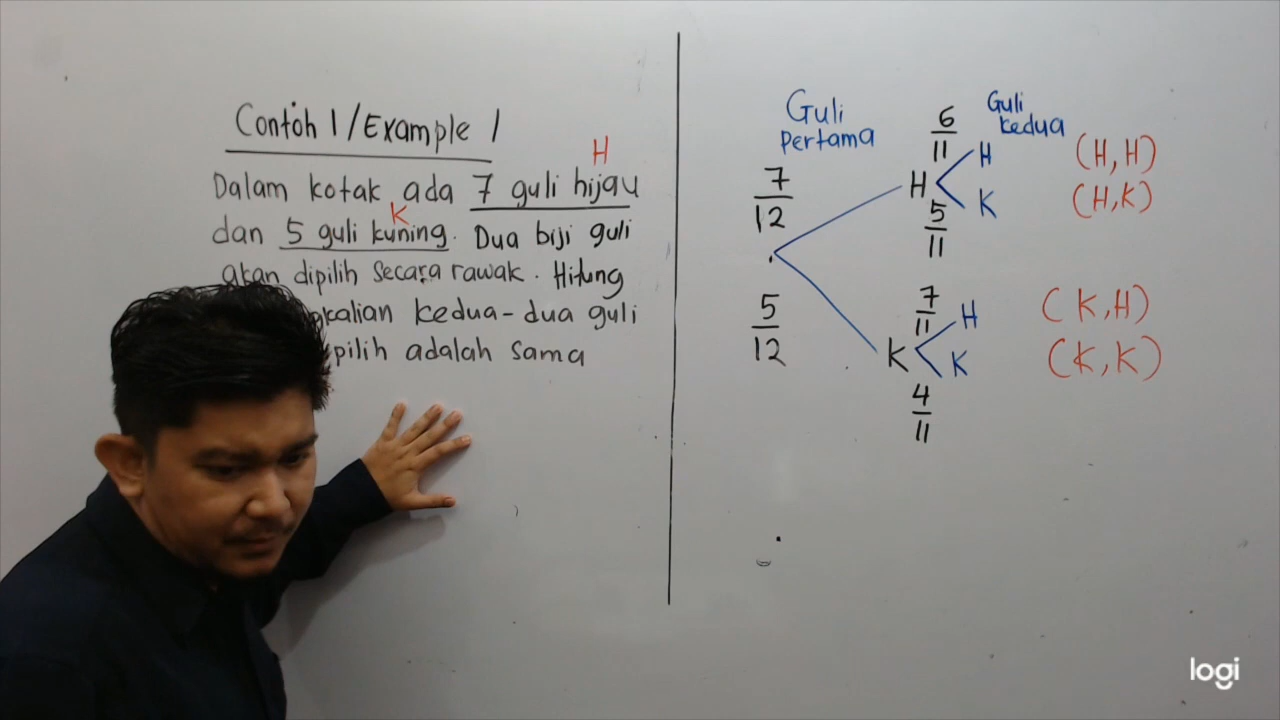 Contoh 1/Example 1
H
Dalam kotak ada 7 guli hijau
K
dan 5 guli kuning. Dua biji guli
akan dipilih secara rawak. Hitung
kedua-dua guli
adalah sama
Guli
pertama
Guli
kedua
7/12
5/12
6/11
H
H
K
5/11
7/11
H
K
K
4/11
(H,H)
(H,K)
(K,H)
(K,K)
logi